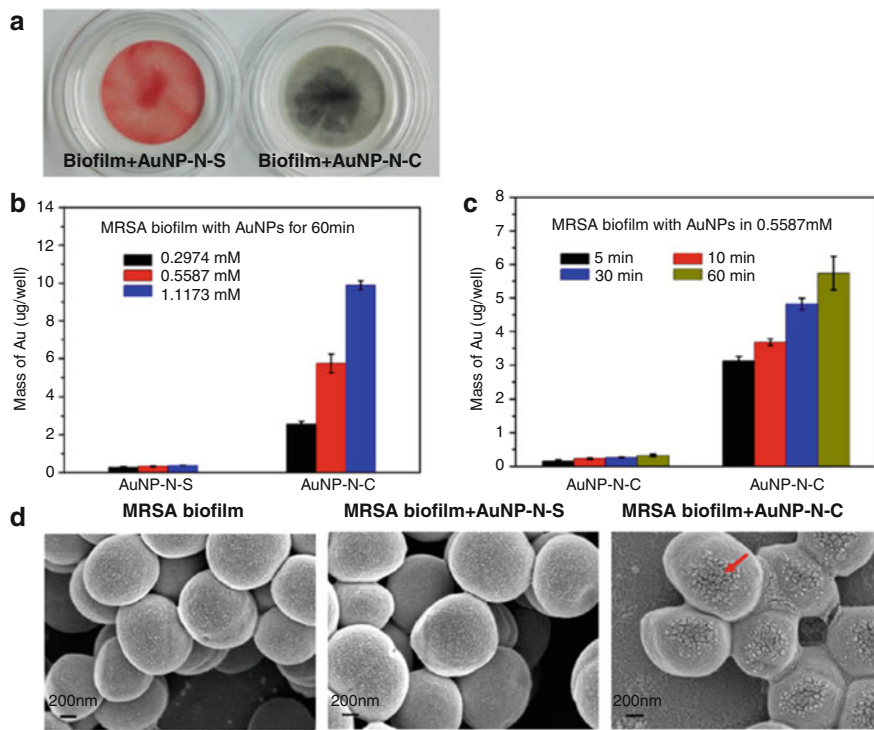 a
Biofilm+AuNP-N-S
Biofilm+AuNP-N-C
b
14
12
10
8
6
4
2
0
Mass of Au (ug/well)
MRSA biofilm with AuNPs for 60min
0.2974 mM
0.5587 mM
1.1173 mM
AuNP-N-S
AuNP-N-C
c
8
7
6
5
4
3
2
1
0
Mass of Au (ug/well)
MRSA biofilm with AuNPs in 0.5587mM
5 min
10 min
30 min
60 min
AuNP-N-C
AuNP-N-C
d
MRSA biofilm
MRSA biofilm+AuNP-N-S
MRSA biofilm+AuNP-N-C
200nm
200nm
200nm